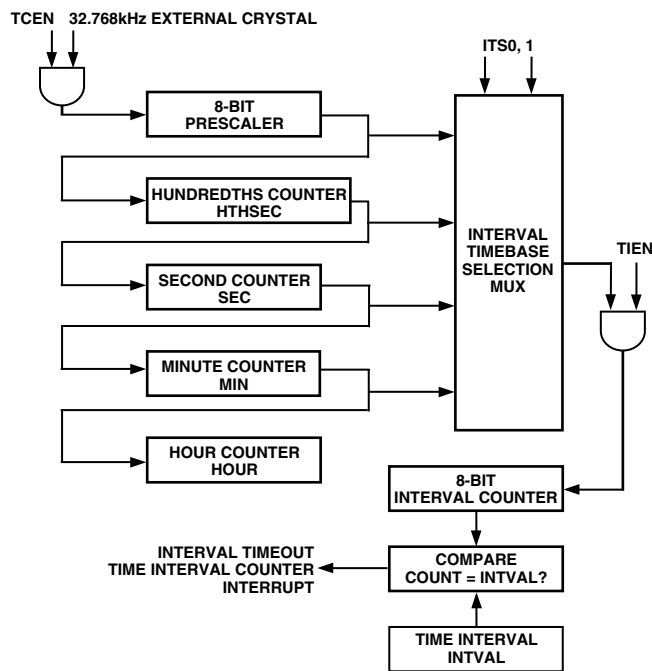 TCEN 32.768kHz EXTERNAL CRYSTAL
ITS0, 1
8-BIT
PRESCALER
HUNDREDTHS COUNTER
HTHSEC
INTERVAL
TIMEBASE
SELECTION
MUX
TIEN
SECOND COUNTER
SEC
MINUTE COUNTER
MIN
HOUR COUNTER
HOUR
8-BIT
INTERVAL COUNTER
INTERVAL TIMEOUT
TIME INTERVAL COUNTER
INTERRUPT
COMPARE
COUNT = INTVAL?
TIME INTERVAL
INTVAL